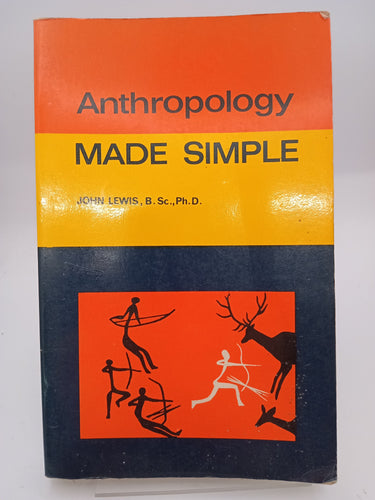 Anthropology
MADE SIMPLE
JOHN LEWIS, B. Sc., Ph. D.